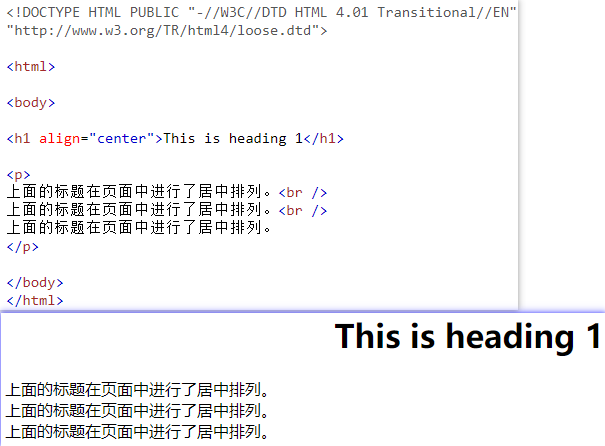 <!DOCTYPE HTML PUBLIC "-//W3C//DTD HTML 4.01 Transitional//EN"
"http://www.w3.org/TR/html4/loose.dtd">
<html>
<body>
<h1 align="center">This is heading 1</h1>
<p>
上面的标题在页面中进行了居中排列。<br />
上面的标题在页面中进行了居中排列。<br />
上面的标题在页面中进行了居中排列。
</p>
</body>
</html>
This is heading 1
上面的标题在页面中进行了居中排列。
上面的标题在页面中进行了居中排列。
上面的标题在页面中进行了居中排列。